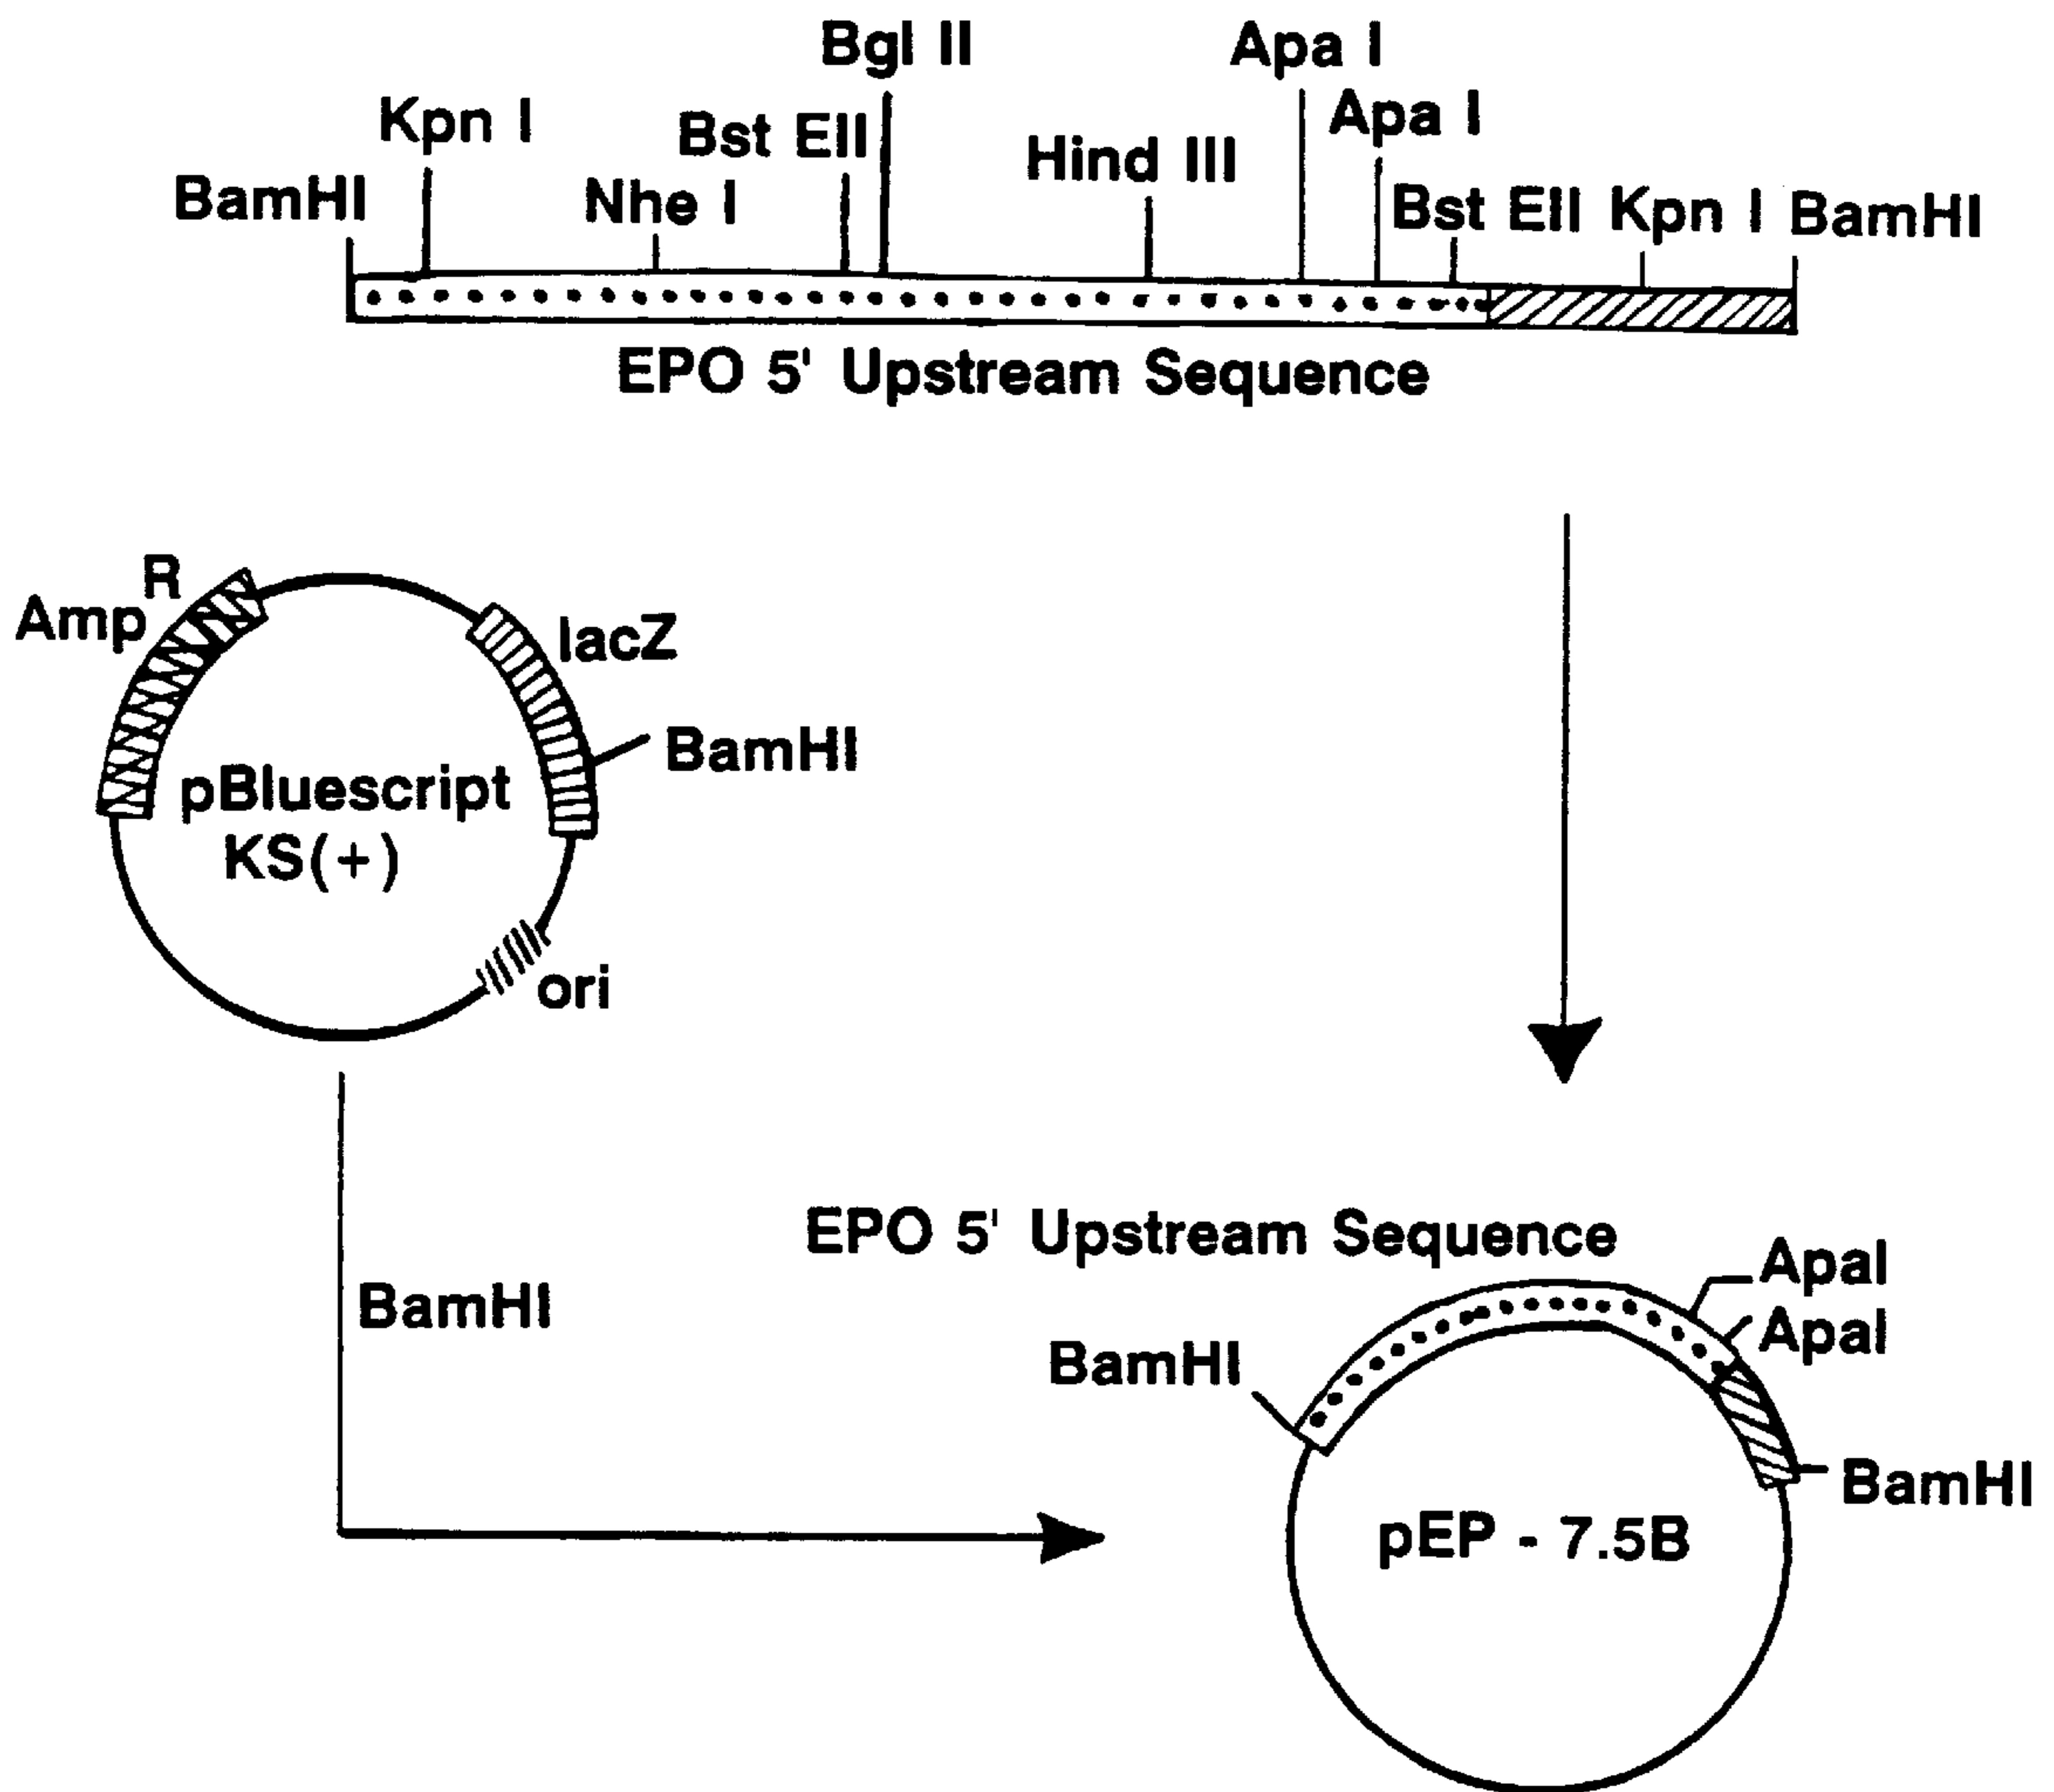 Bgl II
Apa I
Kpn I
Bst EII
Apa I
Hind III
BamHI
Nhe I
Bst EII
Kpn I
BamHI
EPO 5' Upstream Sequence
Amp R
lacZ
BamHI
pBluescript
KS(+)
ori
EPO 5' Upstream Sequence
ApaI
BamHI
ApaI
BamHI
BamHI
pEP - 7.5B